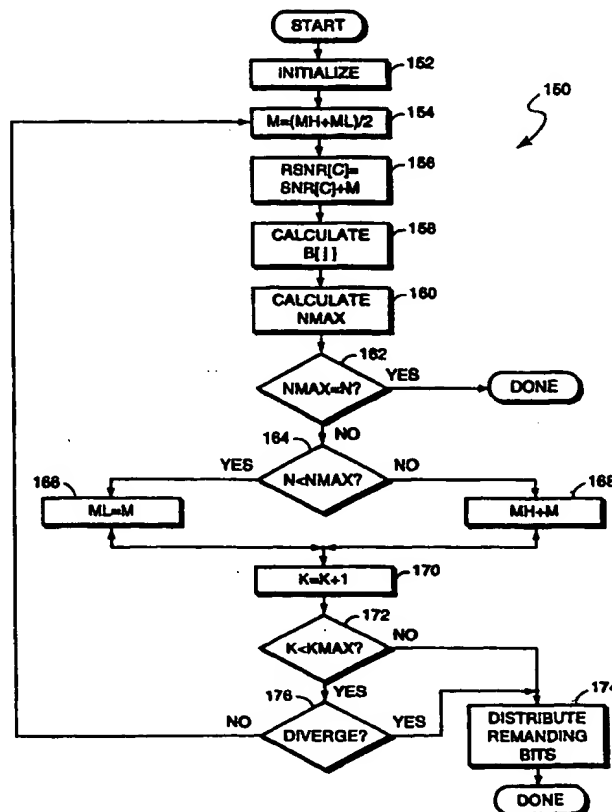 START
INITIALIZE
152
150
M=(MH+ML)/2
154
RSNR[C]=
SNR[C]+M
156
CALCULATE
B[ j ]
158
CALCULATE
NMAX
160
162
NMAX=N?
YES
DONE
NO
164
YES
N<NMAX?
NO
166
ML=M
168
MH+M
K=K+1
170
172
K<KMAX?
NO
176
YES
174
NO
DIVERGE?
YES
DISTRIBUTE
REMANDING
BITS
DONE